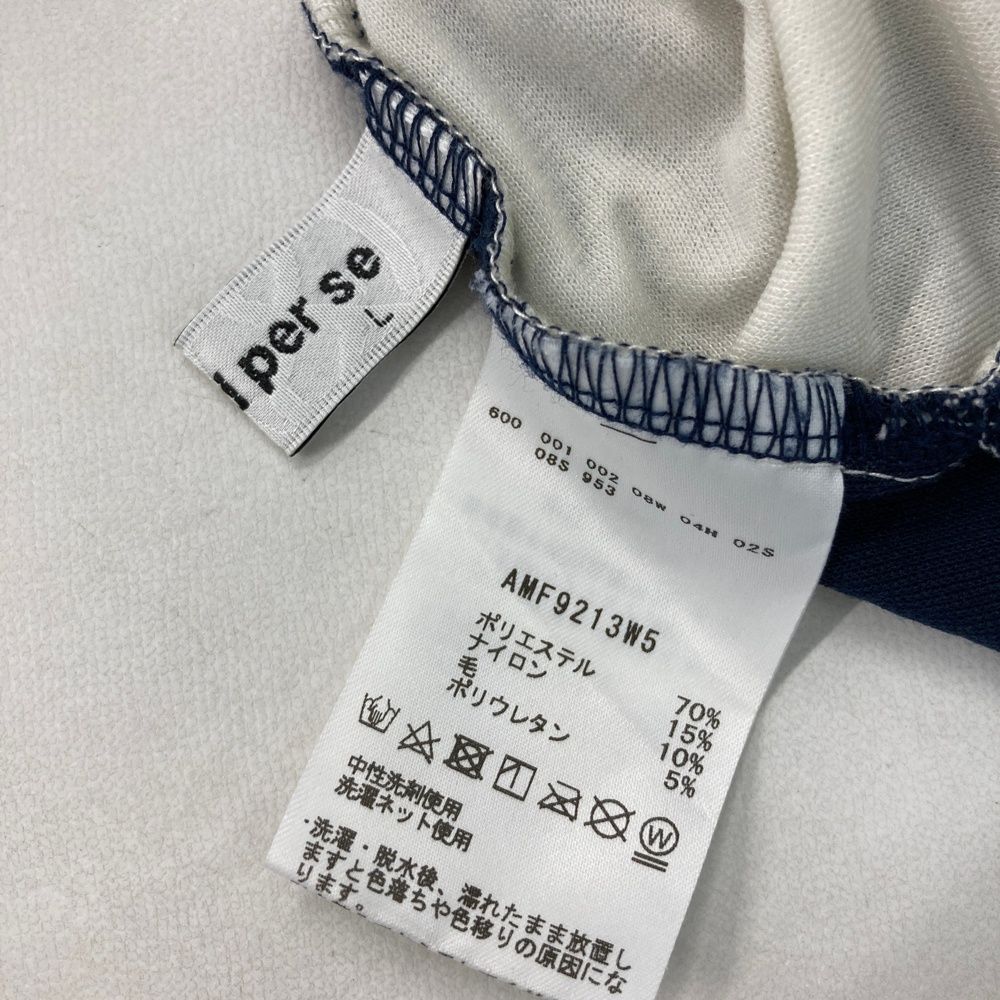 per se
L
600 001 002 08W 04H 02S
08S 953
AMF9213W5
ポリエステル 70%
ナイロン 15%
毛 10%
ポリウレタン 5%
W
中性洗剤使用
洗濯ネット使用
・洗濯・脱水後、濡れたまま放置し
ますと色落ちや色移りの原因にな
ります。